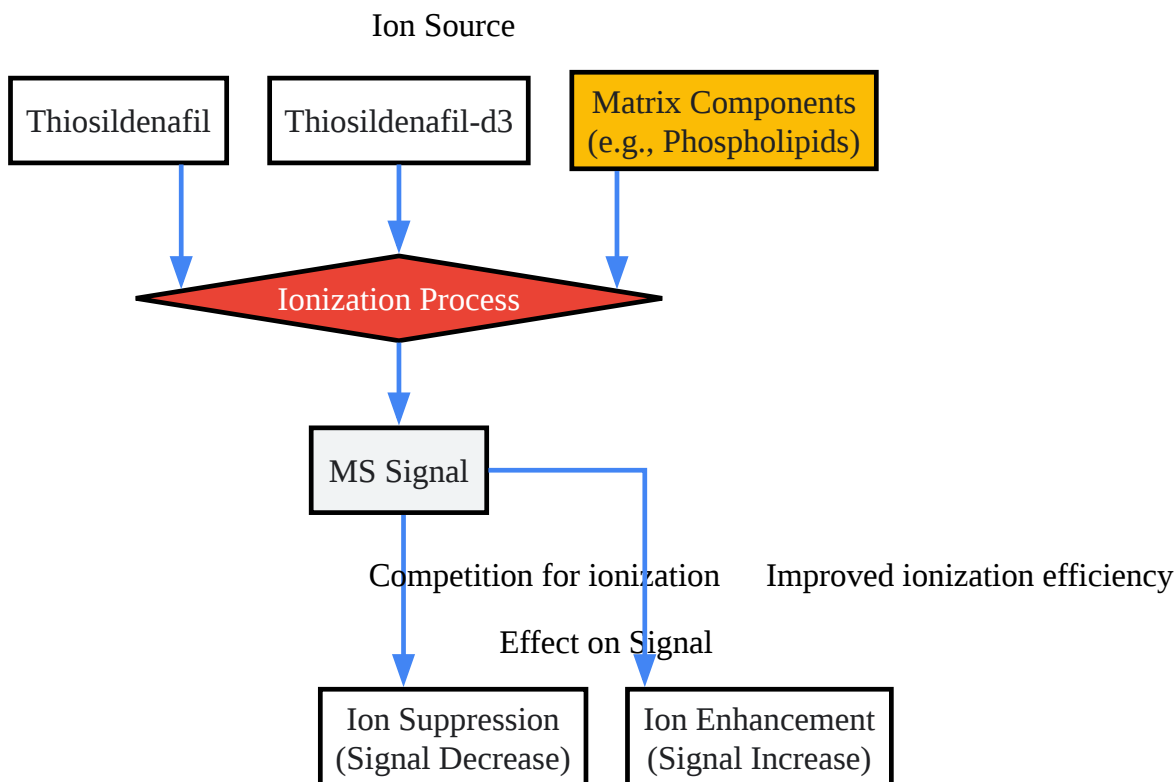 Ion Source
Thiosildenafil
Thiosildenafil-d3
Matrix Components
(e.g., Phospholipids)
Ionization Process
MS Signal
Competition for ionization
Improved ionization efficiency
Effect on Signal
Ion Suppression
(Signal Decrease)
Ion Enhancement
(Signal Increase)